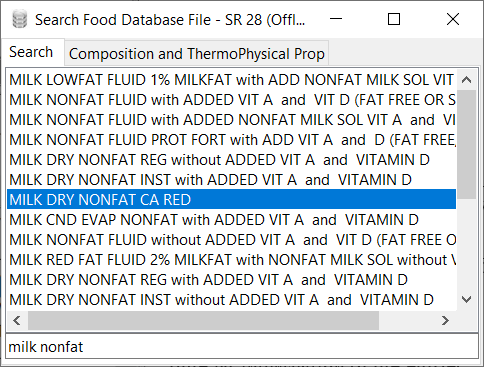 Search Food Database File - SR 28 (Offl...
Search
Composition and ThermoPhysical Prop
MILK LOWFAT FLUID 1% MILKFAT with ADD NONFAT MILK SOL VIT
MILK NONFAT FLUID with ADDED VIT A and VIT D (FAT FREE OR S
MILK NONFAT FLUID with ADDED NONFAT MILK SOL VIT A and VI
MILK NONFAT FLUID PROT FORT with ADD VIT A and D (FAT FREE,
MILK DRY NONFAT REG without ADDED VIT A and VITAMIN D
MILK DRY NONFAT INST with ADDED VIT A and VITAMIN D
MILK DRY NONFAT CA RED
MILK CND EVAP NONFAT with ADDED VIT A and VITAMIN D
MILK NONFAT FLUID without ADDED VIT A and VIT D (FAT FREE O
MILK RED FAT FLUID 2% MILKFAT with NONFAT MILK SOL without V
MILK DRY NONFAT REG with ADDED VIT A and VITAMIN D
MILK DRY NONFAT INST without ADDED VIT A and VITAMIN D
milk nonfat